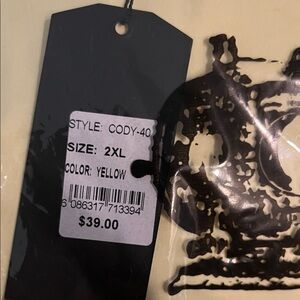 STYLE: CODY-40
SIZE: 2XL
COLOR: YELLOW
6 086317 713394
$39.00